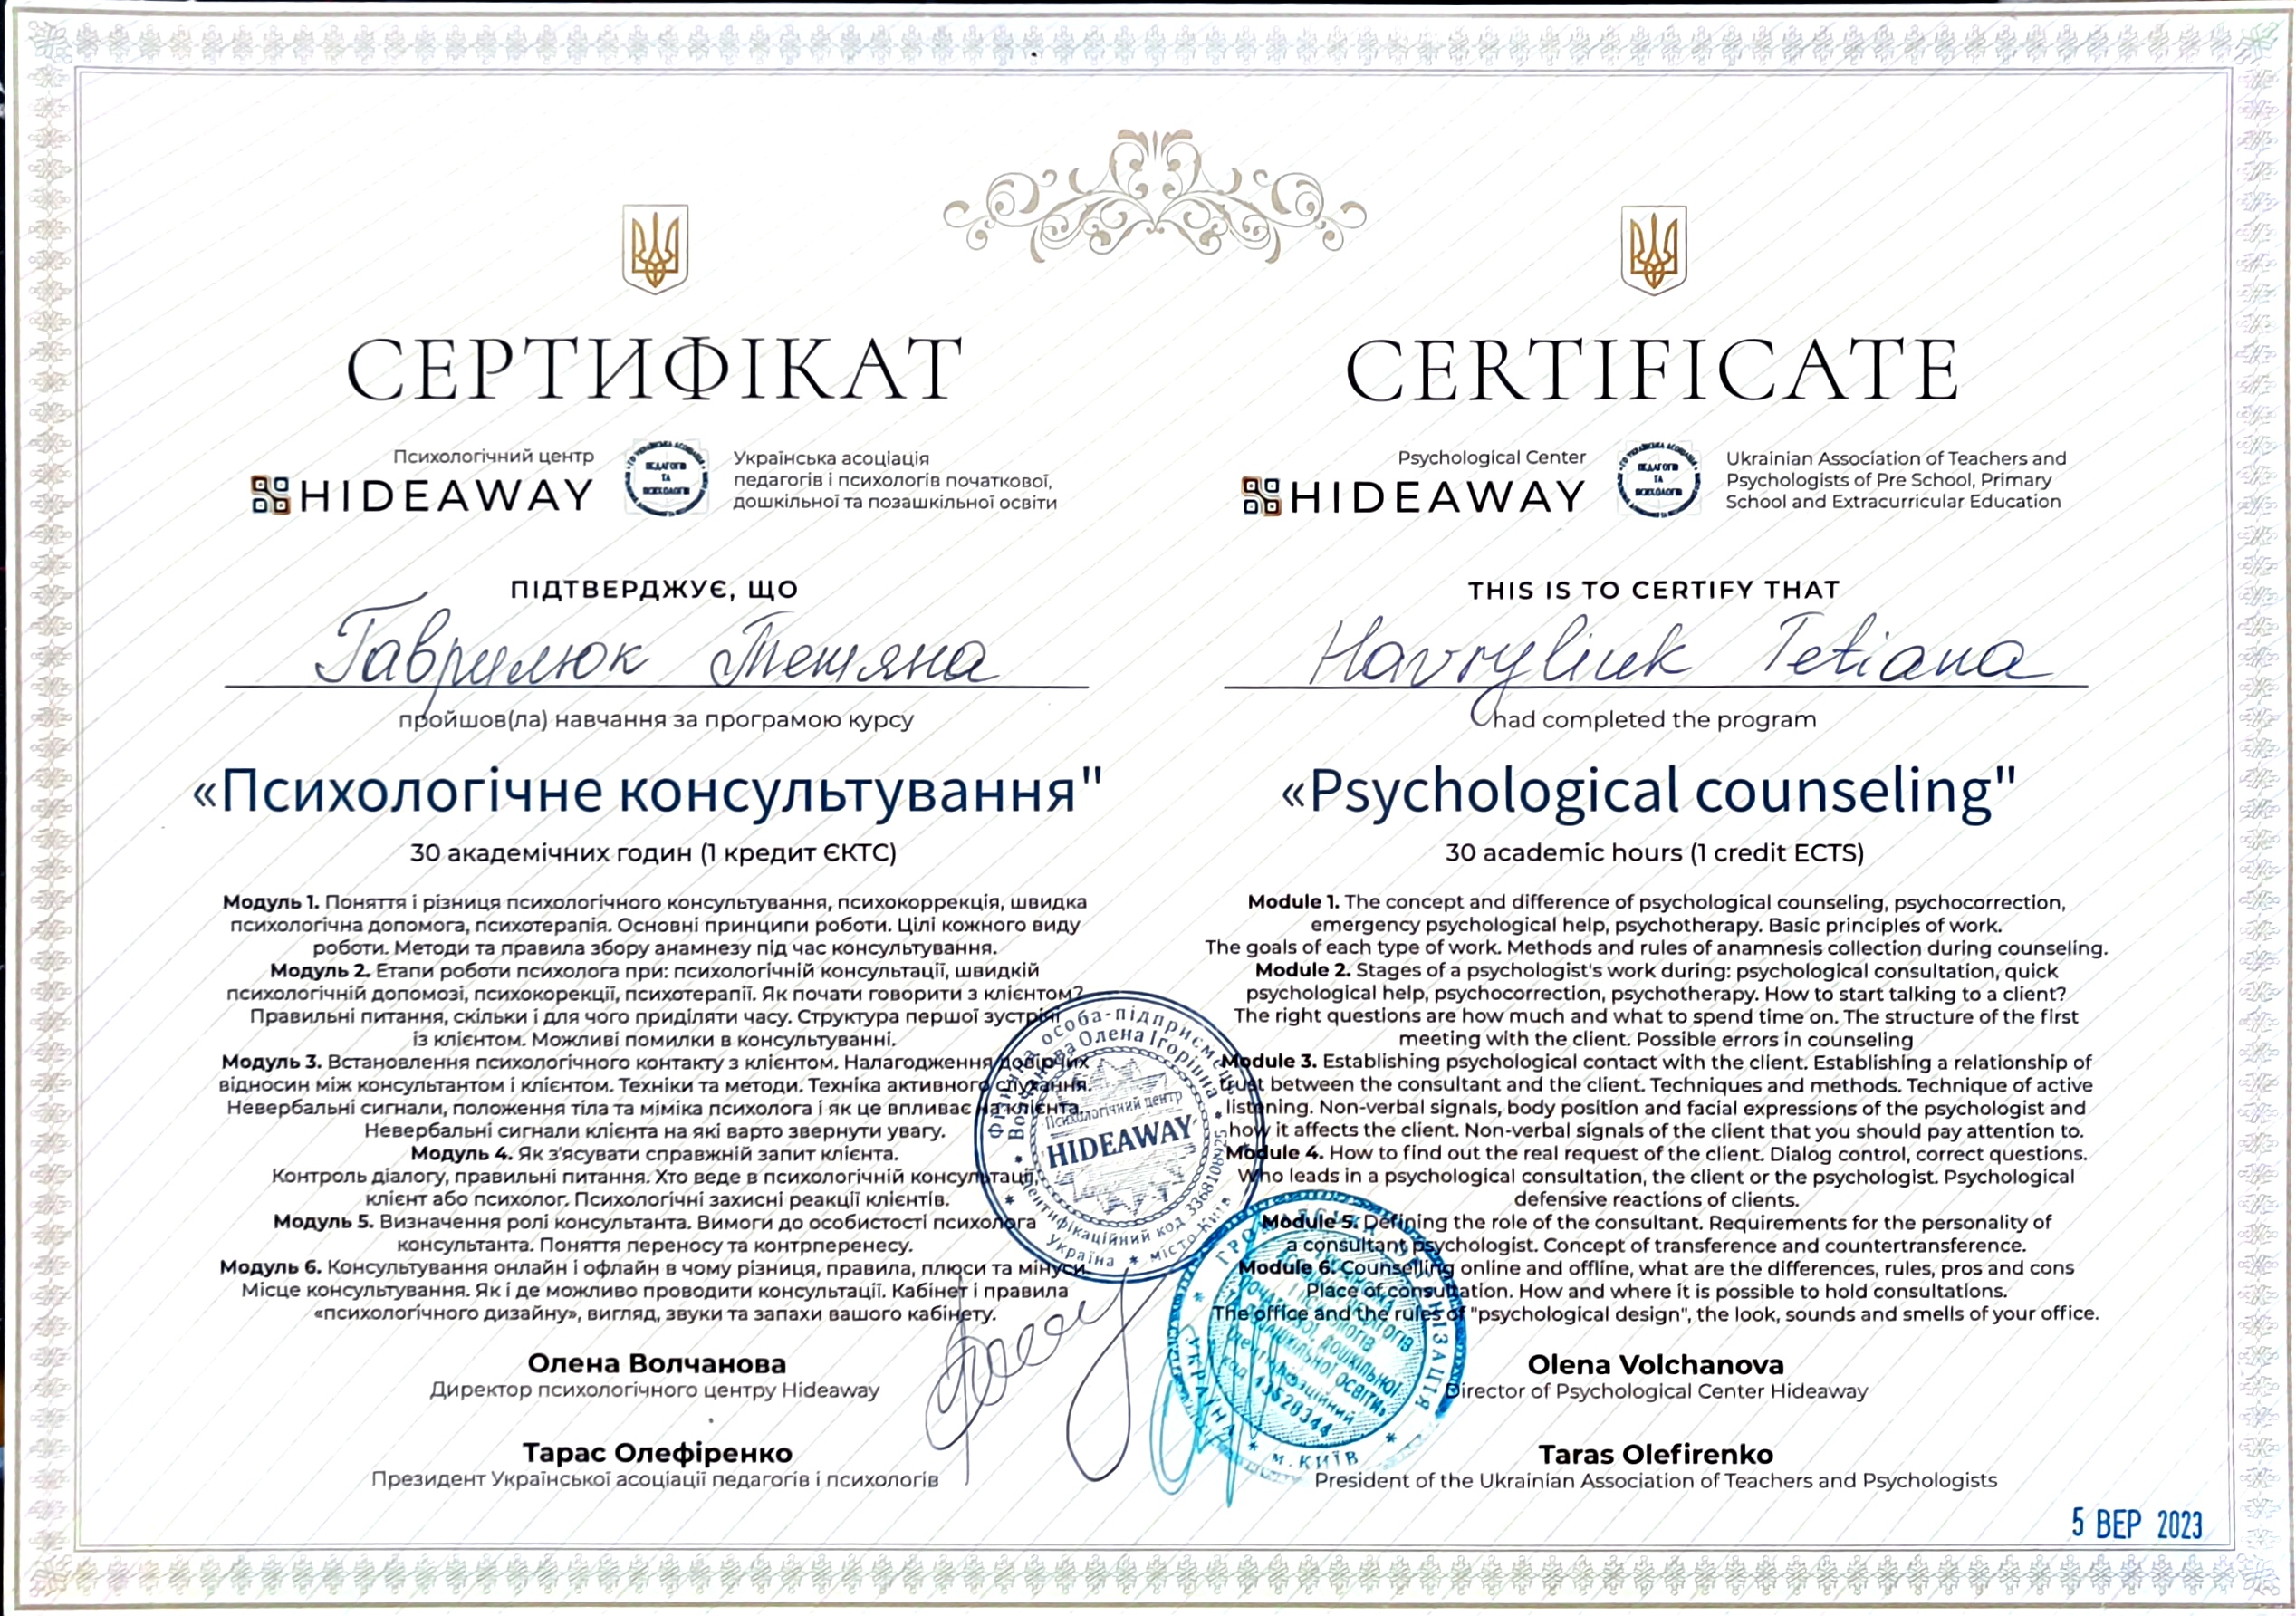 СЕРТИФІКАТ
Психологічний центр
HIDEAWAY
ПЕДАГОГІВ
ТА
ПСИХОЛОГІВ
Українська асоціація
педагогів і психологів початкової,
дошкільної та позашкільної освіти
ПІДТВЕРДЖУЄ, ЩО
Гаврилюк Тетяна
пройшов(ла) навчання за програмою курсу
«Психологічне консультування"
30 академічних годин (1 кредит ЄКТС)
Модуль 1. Поняття і різниця психологічного консультування, психокоррекція, швидка
психологічна допомога, психотерапія. Основні принципи роботи. Цілі кожного виду
роботи. Методи та правила збору анамнезу під час консультування.
Модуль 2. Етапи роботи психолога при: психологічній консультації, швидкій
психологічній допомозі, психокорекції, психотерапії. Як почати говорити з клієнтом?
Правильні питання, скільки і для чого приділяти часу. Структура першої зустрічі
із клієнтом. Можливі помилки в консультуванні.
Модуль 3. Встановлення психологічного контакту з клієнтом. Налагодження довірчих
відносин між консультантом і клієнтом. Техніки та методи. Техніка активного слухання.
Невербальні сигнали, положення тіла та міміка психолога і як це впливає на клієнта.
Невербальні сигнали клієнта на які варто звернути увагу.
Модуль 4. Як з'ясувати справжній запит клієнта.
Контроль діалогу, правильні питання. Хто веде в психологічній консультації,
клієнт або психолог. Психологічні захисні реакції клієнтів.
Модуль 5. Визначення ролі консультанта. Вимоги до особистості психолога
консультанта. Поняття переносу та контрперенесу.
Модуль 6. Консультування онлайн і офлайн в чому різниця, правила, плюси та мінуси.
Місце консультування. Як і де можливо проводити консультації. Кабінет і правила
«психологічного дизайну», вигляд, звуки та запахи вашого кабінету.
Олена Волчанова
Директор психологічного центру Hideaway
Тарас Олефіренко
Президент Української асоціації педагогів і психологів
CERTIFICATE
Psychological Center
HIDEAWAY
ПЕДАГОГІВ
ТА
ПСИХОЛОГІВ
Ukrainian Association of Teachers and
Psychologists of Pre School, Primary
School and Extracurricular Education
THIS IS TO CERTIFY THAT
Havryliuk Tetiana
had completed the program
«Psychological counseling"
30 academic hours (1 credit ECTS)
Module 1. The concept and difference of psychological counseling, psychocorrection,
emergency psychological help, psychotherapy. Basic principles of work.
The goals of each type of work. Methods and rules of anamnesis collection during counseling.
Module 2. Stages of a psychologist's work during: psychological consultation, quick
psychological help, psychocorrection, psychotherapy. How to start talking to a client?
The right questions are how much and what to spend time on. The structure of the first
meeting with the client. Possible errors in counseling
Module 3. Establishing psychological contact with the client. Establishing a relationship of
trust between the consultant and the client. Techniques and methods. Technique of active
listening. Non-verbal signals, body position and facial expressions of the psychologist and
how it affects the client. Non-verbal signals of the client that you should pay attention to.
Module 4. How to find out the real request of the client. Dialog control, correct questions.
Who leads in a psychological consultation, the client or the psychologist. Psychological
defensive reactions of clients.
Module 5. Defining the role of the consultant. Requirements for the personality of
a consultant psychologist. Concept of transference and countertransference.
Module 6. Counselling online and offline, what are the differences, rules, pros and cons
Place of consultation. How and where it is possible to hold consultations.
The office and the rules of "psychological design", the look, sounds and smells of your office.
Olena Volchanova
Director of Psychological Center Hideaway
Taras Olefirenko
President of the Ukrainian Association of Teachers and Psychologists
Фізична особа-підприємець
Волчанова Олена Ігорівна
Психологічний центр
HIDEAWAY
Ідентифікаційний код 3368108925
Україна * місто Київ
ГРОМАДСЬКА ОРГАНІЗАЦІЯ
ПОЧАТКОВОЇ, ДОШКІЛЬНОЇ
ТА ПОЗАШКІЛЬНОЇ ОСВІТИ»
Ідентифікаційний
код 43528344
УКРАЇНА * М. КИЇВ
5 ВЕР 2023